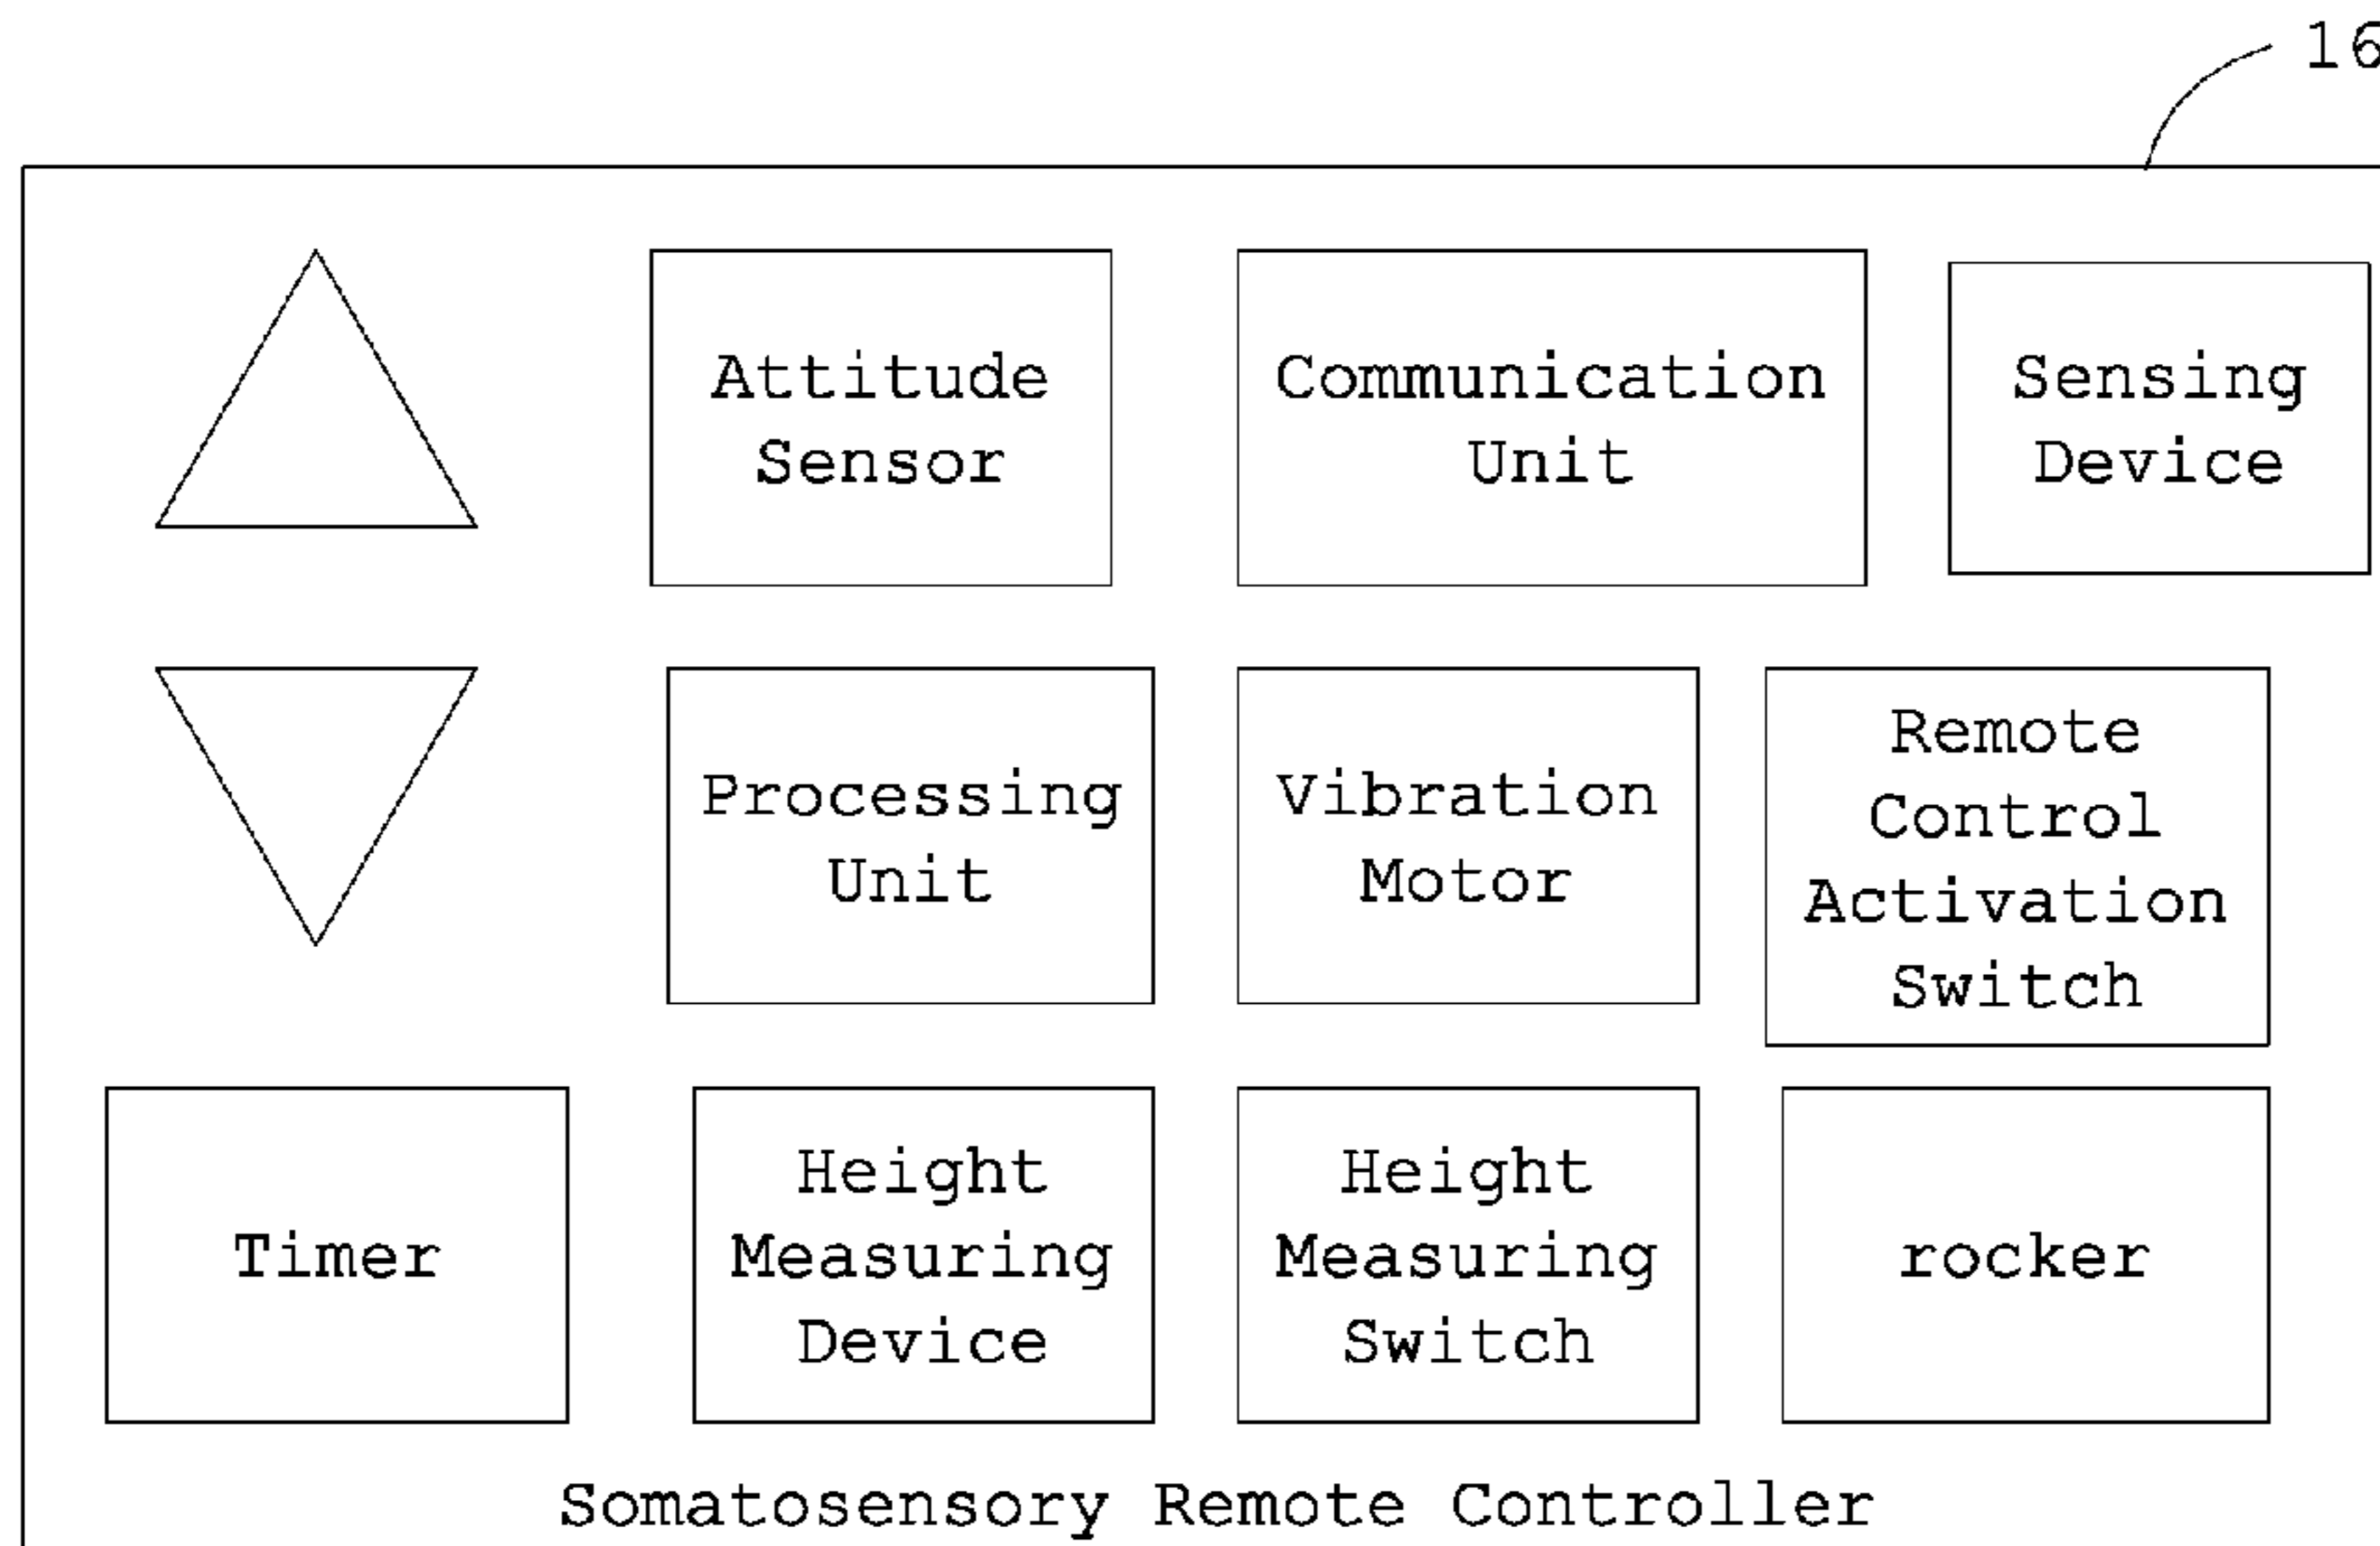 16
Attitude
Sensor
Communication
Unit
Sensing
Device
Processing
Unit
Vibration
Motor
Remote
Control
Activation
Switch
Timer
Height
Measuring
Device
Height
Measuring
Switch
rocker
Somatosensory Remote Controller